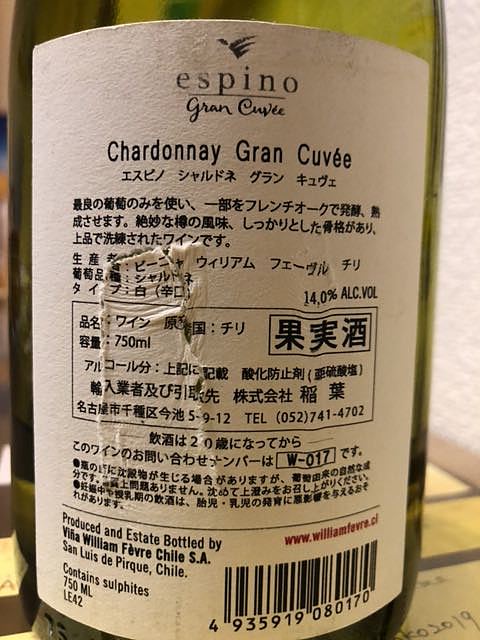 espino
Gran Cuvée
Chardonnay Gran Cuvée
エスピノ シャルドネ グラン キュヴェ
最良の葡萄のみを使い、一部をフレンチオークで発酵、熟
成させます。絶妙な樽の風味、しっかりとした骨格があり、
上品で洗練されたワインです。
生産者：ビーニャ ウィリアム フェーヴル チリ
葡萄品種：シャルドネ
タイプ：白（辛口）
14,0% ALC.VOL
品名：ワイン 原産国：チリ
容量：750ml
果実酒
アルコール分：上記に記載 酸化防止剤（亜硫酸塩）
輸入業者及び引取先 株式会社 稲葉
名古屋市千種区今池5-9-12 TEL (052)741-4702
飲酒は20歳になってから
このワインのお問い合わせナンバーは W-017 です。
●瓶の底に沈殿物が生じる場合がありますが、葡萄由来の自然な成
分です。品質上問題ありません。沈めて上澄みをお召し上がりください。
●妊娠中や授乳期の飲酒は、胎児・乳児の発育に悪影響を与えるおそ
れがあります。
Produced and Estate Bottled by
Viña William Fèvre Chile S.A.
San Luis de Pirque, Chile.
www.williamfevre.cl
Contains sulphites
750 ML
LE42
4 935919 080170
2019